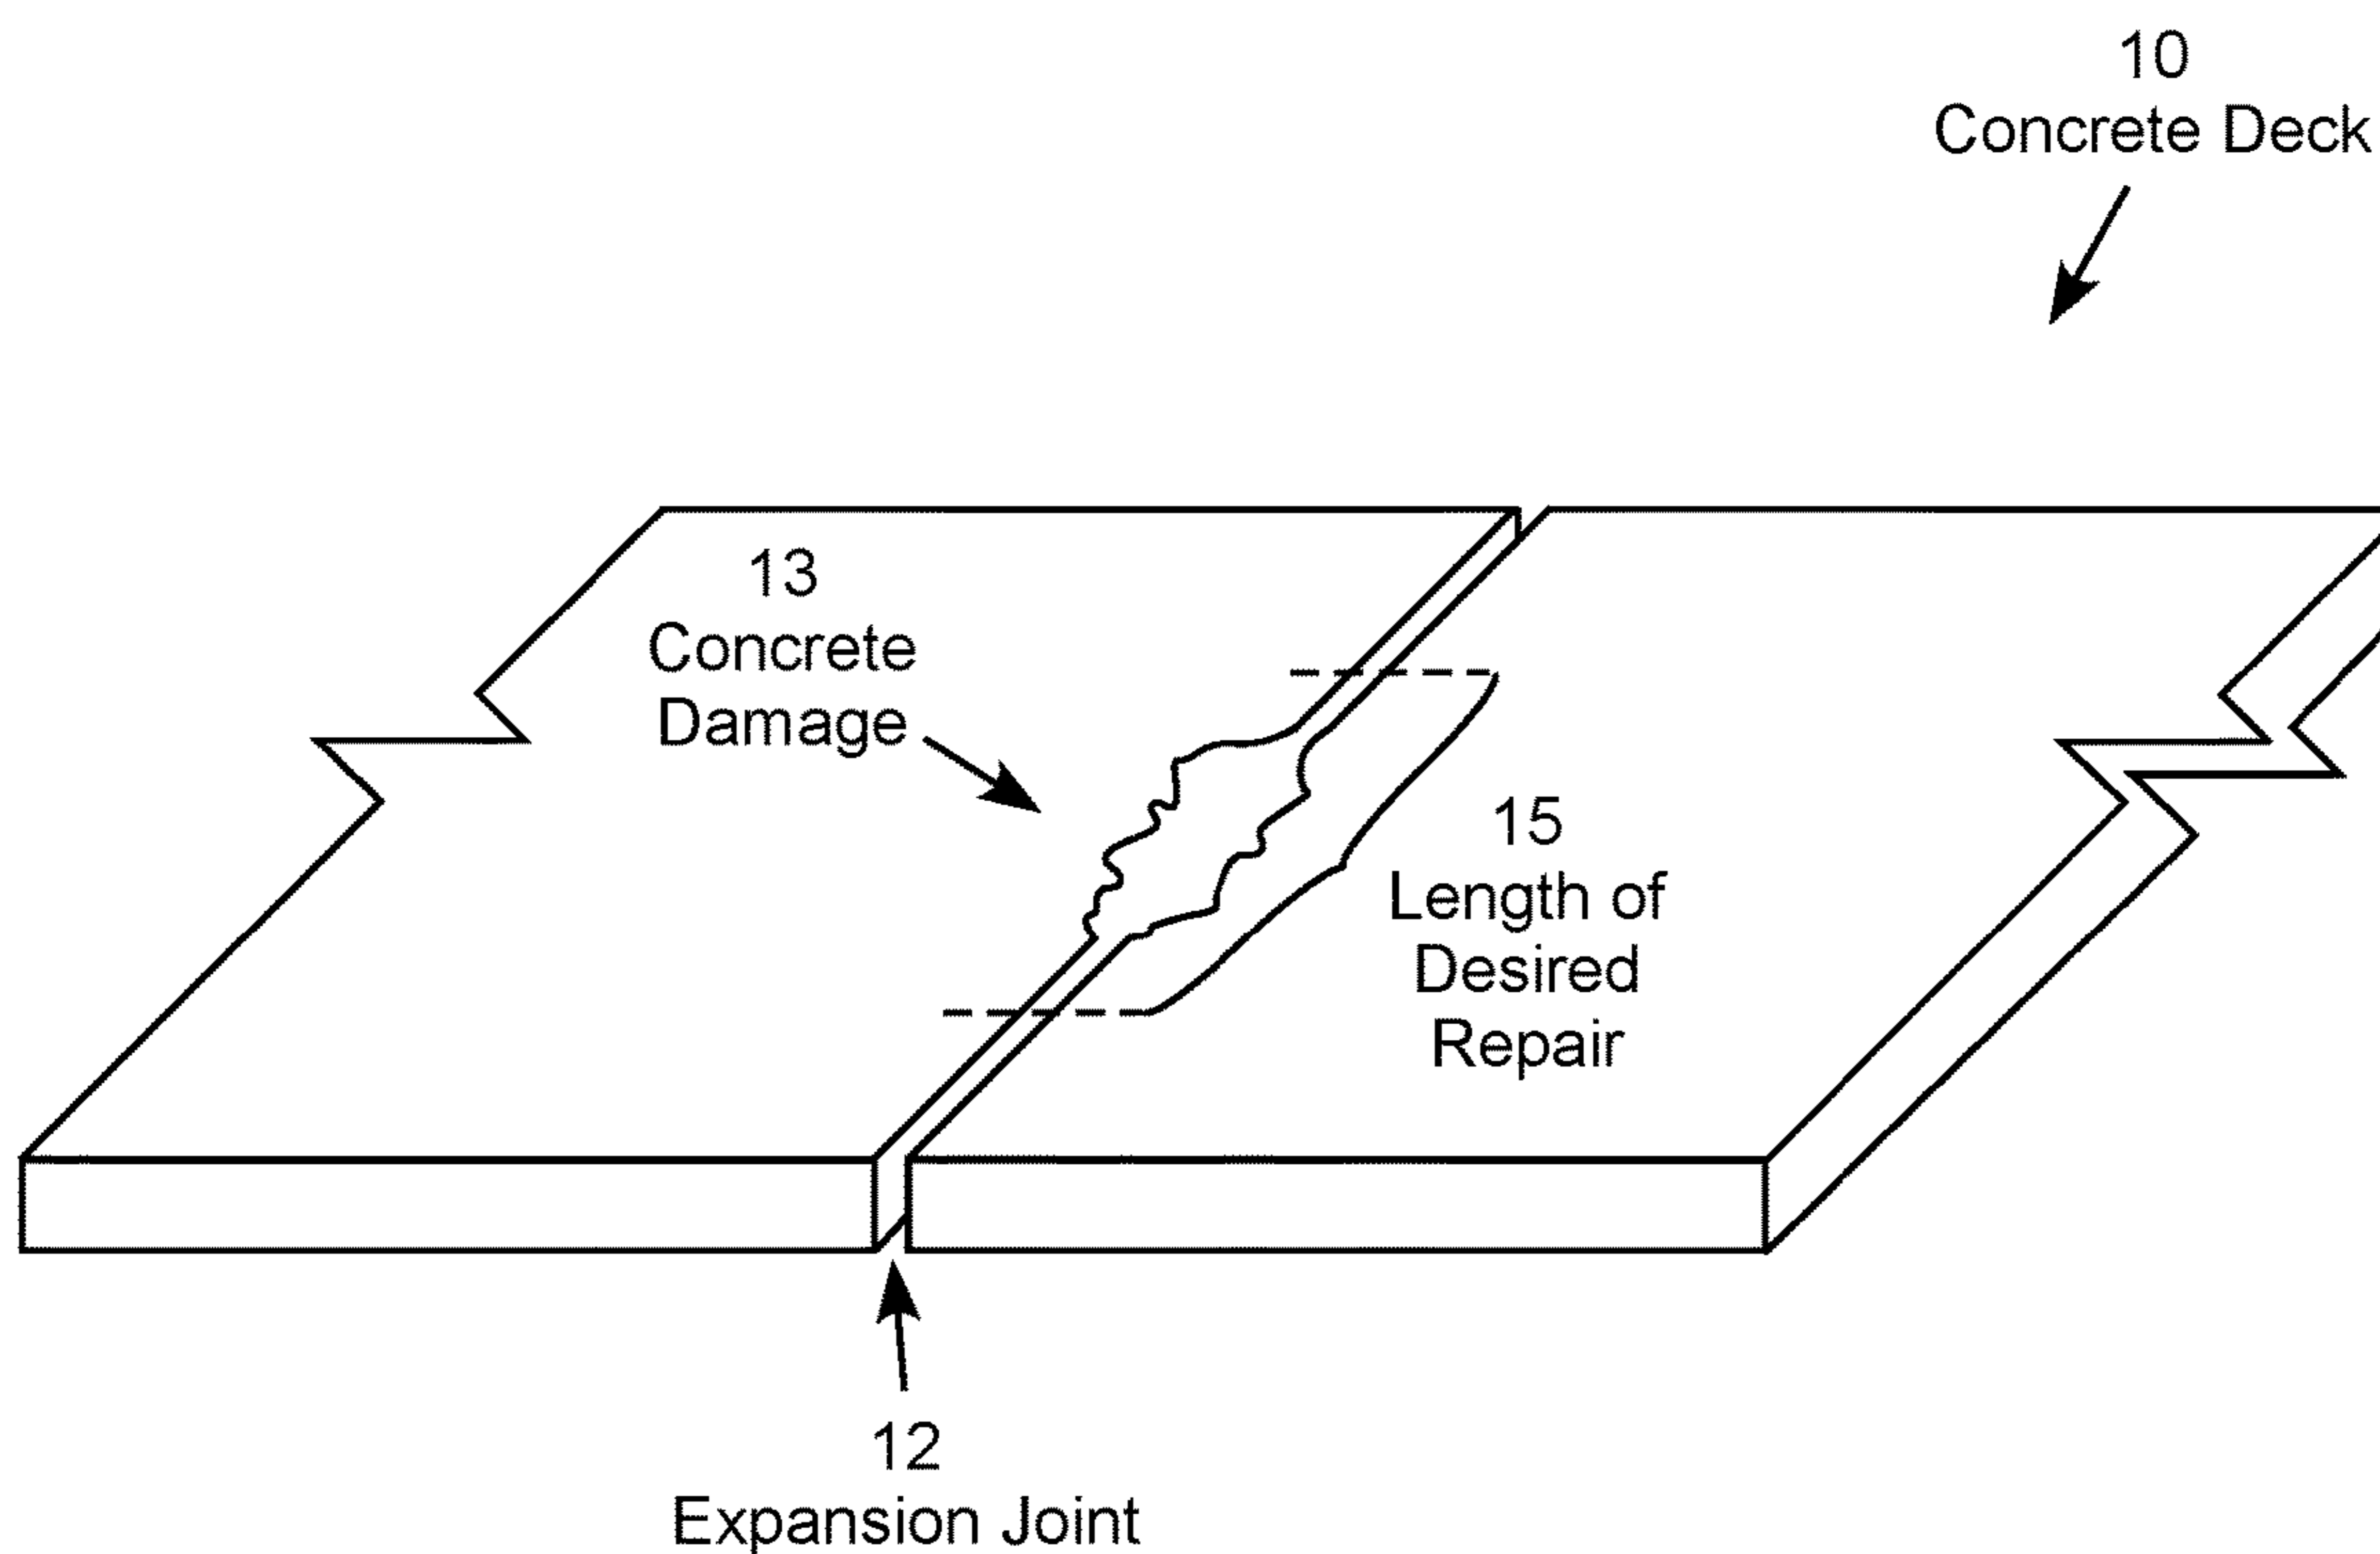 10
Concrete Deck
13
Concrete
Damage
15
Length of
Desired
Repair
12
Expansion Joint